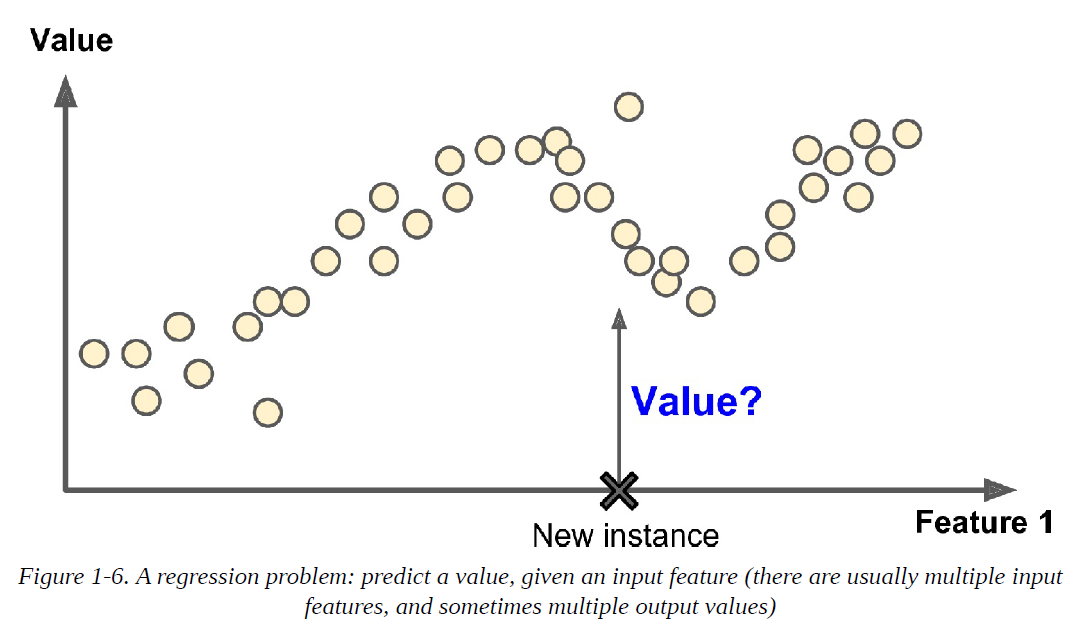 Value
Value?
New instance
Feature 1
Figure 1-6. A regression problem: predict a value, given an input feature (there are usually multiple input
features, and sometimes multiple output values)